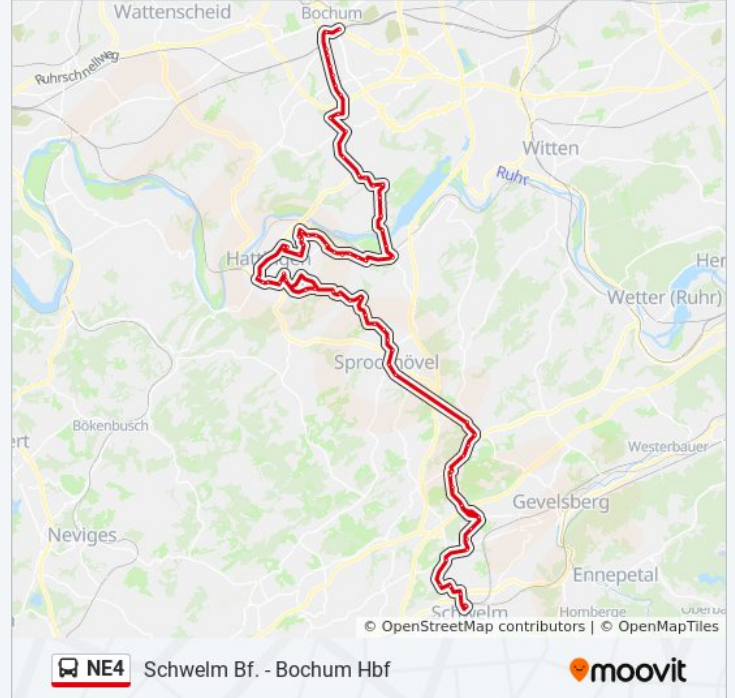 Wattenscheid
Bochum
Ruhrschnellweg
Witten
Ruhr
Hattingen
Her
Wetter (Ruhr)
Sprockhövel
Bökenbusch
ert
Westerbauer
Gevelsberg
Neviges
Ennepetal
Schwelm
Homberge
Oberba
© OpenStreetMap contributors | © OpenMapTiles
NE4 Schwelm Bf. - Bochum Hbf
moovit